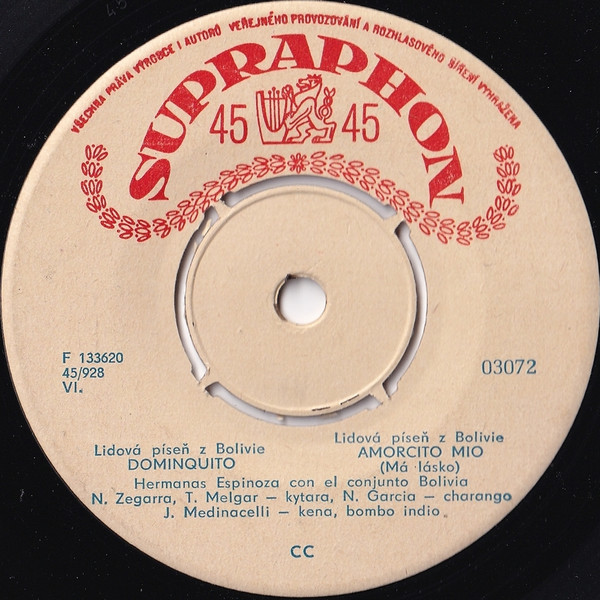 VŠECHNA PRÁVA VÝROBCE I AUTORŮ VEŘEJNÉHO PROVOZOVÁNÍ A ROZHLASOVÉHO ŠÍŘENÍ VYHRAŽENA
SUPRAPHON
45 45
F 133620
45/928
VI.
03072
Lidová píseň z Bolivie
DOMINQUITO
Lidová píseň z Bolivie
AMORCITO MIO
(Má lásko)
Hermanas Espinoza con el conjunto Bolívia
N. Zegarra, T. Melgar – kytara, N. Garcia – charango
J. Medinacelli – kena, bombo indio.
CC